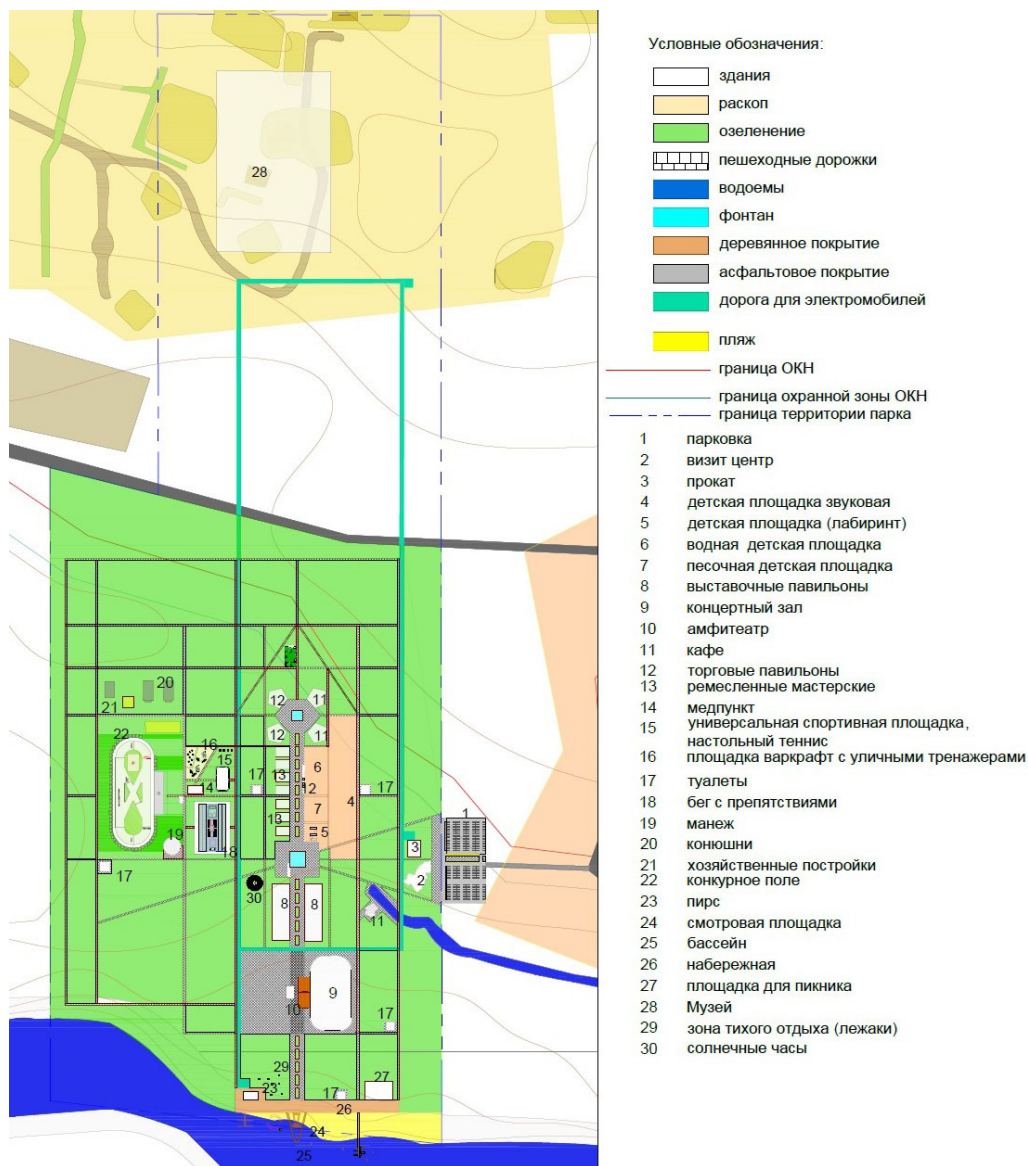 28
20
21
12
11
12
11
22
16
15
17
13
6
17
14
12
4
7
13
5
1
19
18
3
17
2
30
8
8
11
9
10
17
29
27
23
17
26
24
25
Условные обозначения:
здания
раскоп
озеленение
пешеходные дорожки
водоемы
фонтан
деревянное покрытие
асфальтовое покрытие
дорога для электромобилей
пляж
граница ОКН
граница охранной зоны ОКН
граница территории парка
1 парковка
2 визит центр
3 прокат
4 детская площадка звуковая
5 детская площадка (лабиринт)
6 водная детская площадка
7 песочная детская площадка
8 выставочные павильоны
9 концертный зал
10 амфитеатр
11 кафе
12 торговые павильоны
13 ремесленные мастерские
14 медпункт
15 универсальная спортивная площадка,
настольный теннис
16 площадка варкрафт с уличными тренажерами
17 туалеты
18 бег с препятствиями
19 манеж
20 конюшни
21 хозяйственные постройки
22 конкурное поле
23 пирс
24 смотровая площадка
25 бассейн
26 набережная
27 площадка для пикника
28 Музей
29 зона тихого отдыха (лежаки)
30 солнечные часы